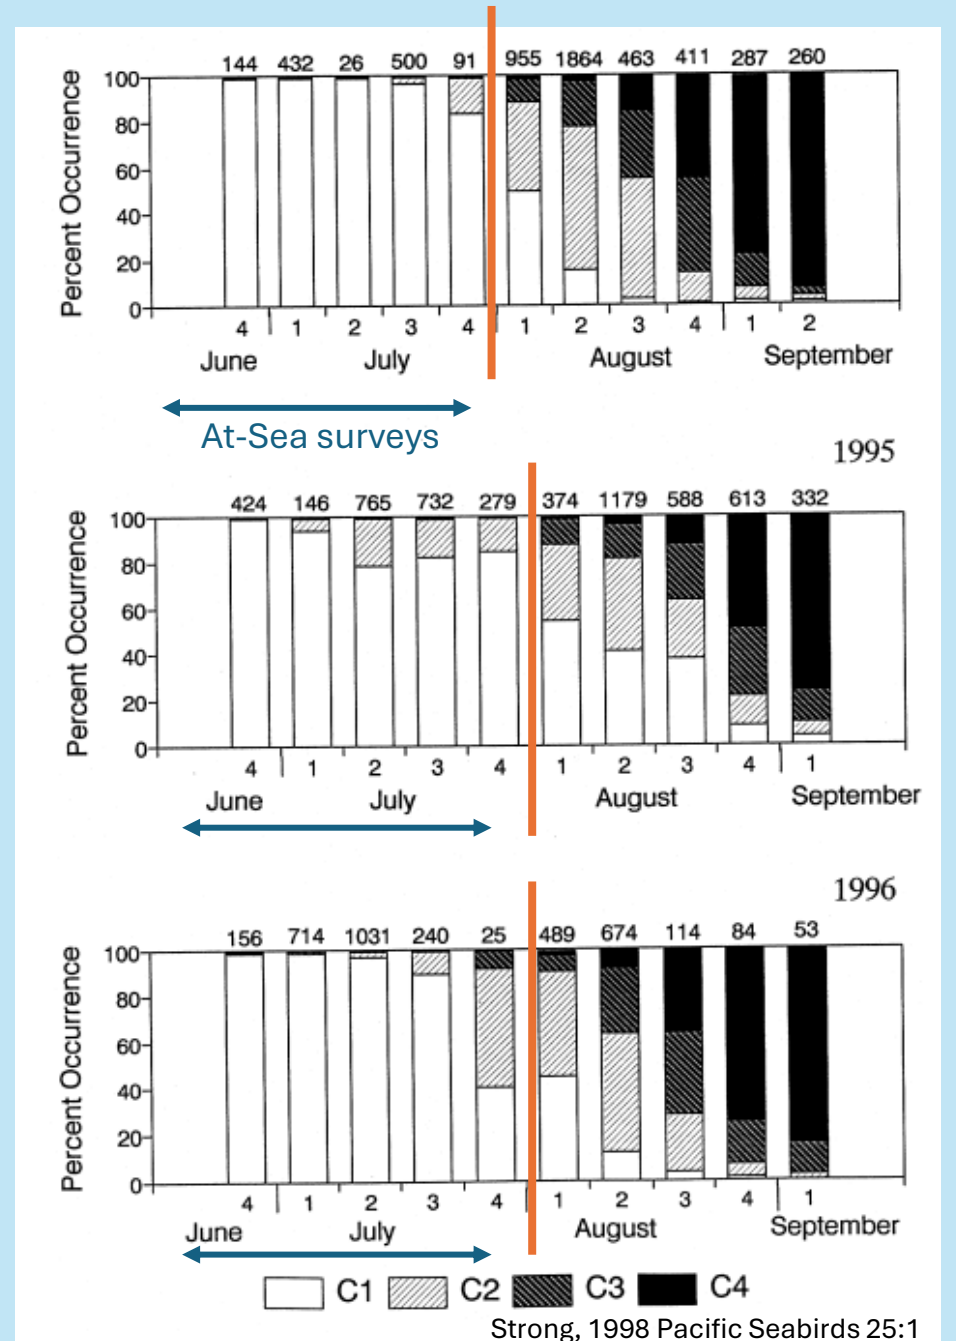 144 432 26 500 91 955 1864 463 411 287 260
Percent Occurrence
100
80
60
40
20
0
4 1 2 3 4 1 2 3 4 1 2
June July August September
At-Sea surveys
1995
424 146 765 732 279 374 1179 588 613 332
Percent Occurrence
100
80
60
40
20
0
4 1 2 3 4 1 2 3 4 1
June July August September
1996
156 714 1031 240 25 489 674 114 84 53
Percent Occurrence
100
80
60
40
20
0
4 1 2 3 4 1 2 3 4 1
June July August September
C1 C2 C3 C4
Strong, 1998 Pacific Seabirds 25:1